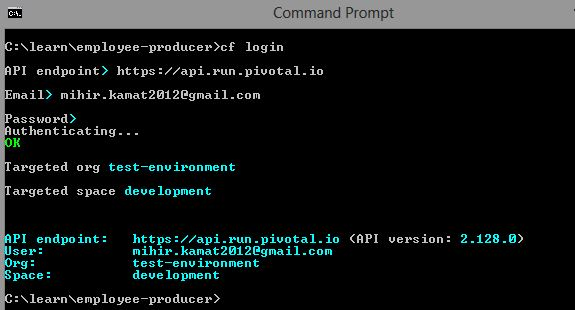 C:\.
Command Prompt
C:\learn\employee-producer>cf login
API endpoint> https://api.run.pivotal.io
Email> mihir.kamat2012@gmail.com
Password>
Authenticating...
OK
Targeted org test-environment
Targeted space development
API endpoint: https://api.run.pivotal.io (API version: 2.128.0)
User: mihir.kamat2012@gmail.com
Org: test-environment
Space: development
C:\learn\employee-producer>